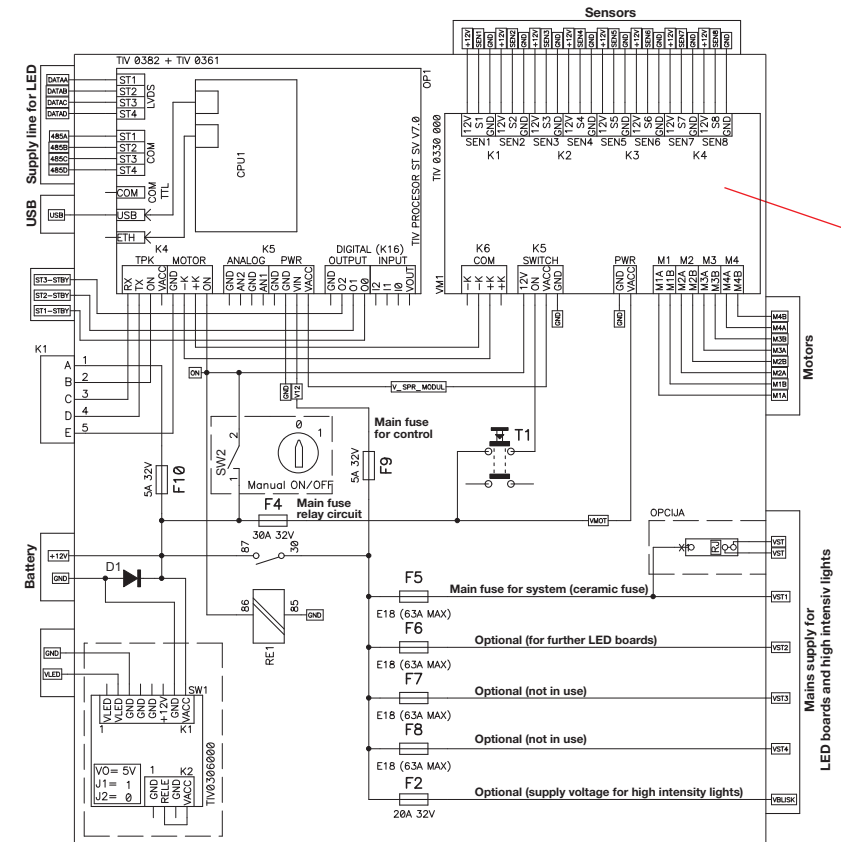 Sensors
+12V SEN1 GND +12V SEN2 GND +12V SEN3 GND +12V SEN4 GND +12V SEN5 GND +12V SEN6 GND +12V SEN7 GND +12V SEN8 GND
TIV 0382 + TIV 0361
OP1
Supply line for LED
DATAA
DATAB
DATAC
DATAD
ST1
ST2
ST3
ST4
LVDS
485A
485B
485C
485D
ST1
ST2
ST3
ST4
COM
COM
COM
TTL
USB
USB
USB
ETH
CPU1
TIV PROCESOR ST SV V7.0
TIV 0330 000
VM1
12V S1 GND 12V S2 GND 12V S3 GND 12V S4 GND 12V S5 GND 12V S6 GND 12V S7 GND 12V S8 GND
SEN1 SEN2 SEN3 SEN4 SEN5 SEN6 SEN7 SEN8
K1 K2 K3 K4
K4 K5 DIGITAL (K16)
TPK MOTOR ANALOG PWR OUTPUT INPUT
RX TX ON VACC GND -K +K ON GND AN2 GND AN1 GND GND VIN VACC GND O2 O1 O0 I2 I1 I0 VOUT
K6 K5
COM SWITCH PWR M1 M2 M3 M4
-K -K +K +K 12V ON VACC GND GND VACC M1A M1B M2A M2B M3A M3B M4A M4B
ST3-STBY
ST2-STBY
ST1-STBY
GND
GND
M4B
M4A
M3B
M3A
M2B
M2A
M1B
M1A
Motors
K1
A 1
B 2
C 3
D 4
E 5
ON
GND
V12
V_SPR_MODUL
SW2
2
1
0
1
Manual ON/OFF
Main fuse
for control
5A 32V
F9
T1
5A 32V
F10
F4
Main fuse
relay circuit
30A 32V
VMOT
OPCIJA
X1
RJ
VST
VST
Battery
+12V
GND
D1
87
30
86
85
GND
RE1
F5
Main fuse for system (ceramic fuse)
E18 (63A MAX)
VST1
F6
Optional (for further LED boards)
E18 (63A MAX)
VST2
F7
Optional (not in use)
E18 (63A MAX)
VST3
F8
Optional (not in use)
E18 (63A MAX)
VST4
F2
Optional (supply voltage for high intensity lights)
20A 32V
VBLISK
Mains supply for
LED boards and high intensiv lights
GND
VLED
SW1
VLED VLED GND GND GND +12V GND VACC
1 K1
VO= 5V
J1= 1
J2= 0
1 K2
GND RELE GND VACC
TIV0306000